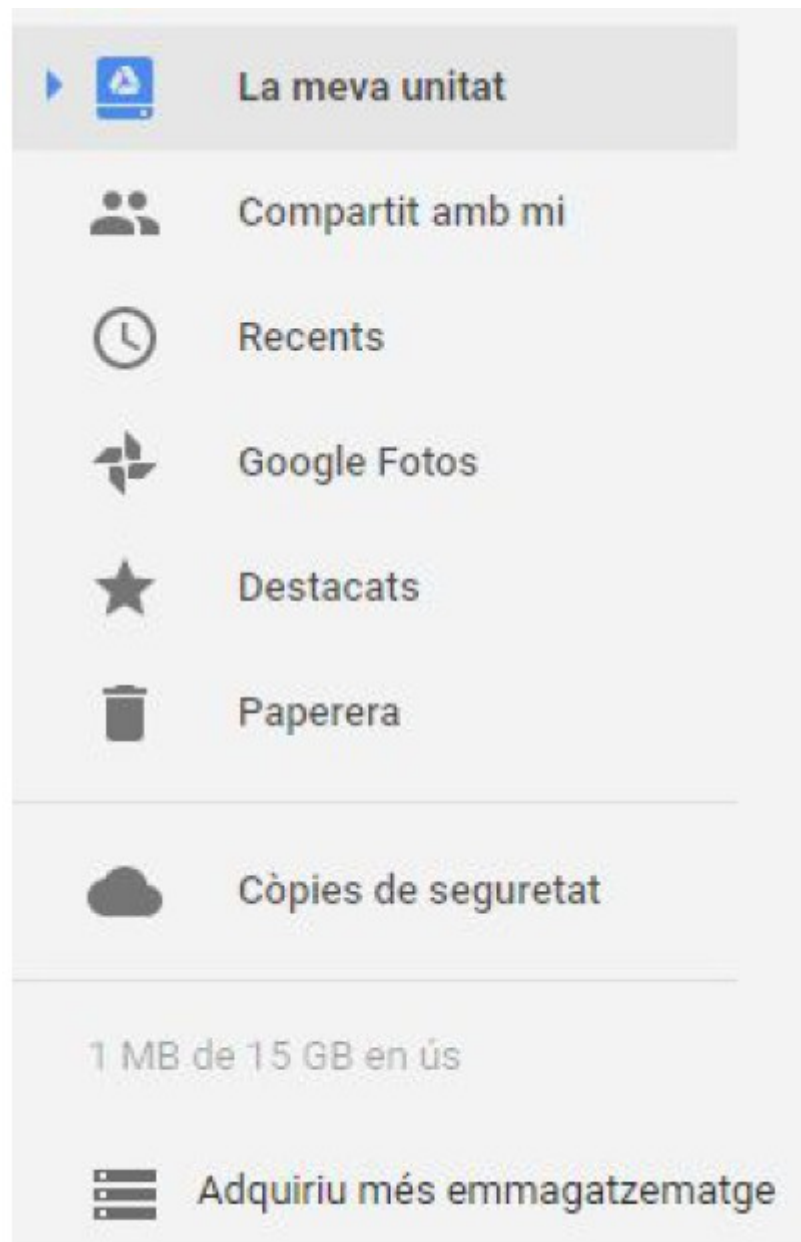 La meva unitat
Compartit amb mi
Recents
Google Fotos
Destacats
Paperera
Còpies de seguretat
1 MB de 15 GB en ús
Adquiriu més emmagatzematge